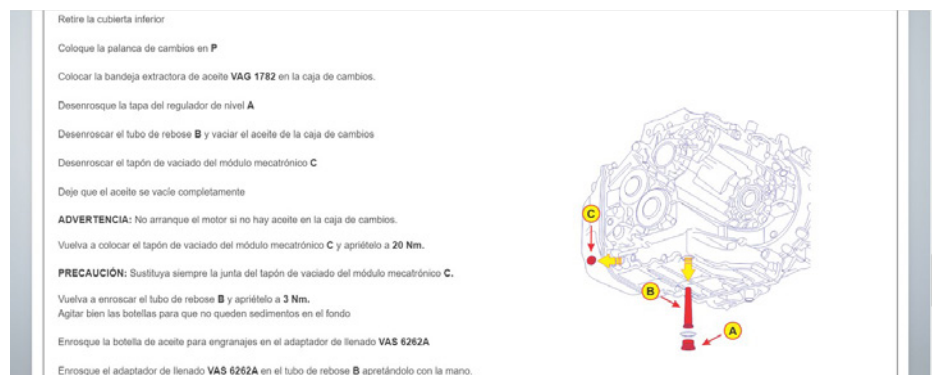 Retire la cubierta inferior
Coloque la palanca de cambios en P
Colocar la bandeja extractora de aceite VAG 1782 en la caja de cambios.
Desenrosque la tapa del regulador de nivel A
Desenroscar el tubo de rebose B y vaciar el aceite de la caja de cambios
Desenroscar el tapón de vaciado del módulo mecatrónico C
Deje que el aceite se vacíe completamente
ADVERTENCIA: No arranque el motor si no hay aceite en la caja de cambios.
Vuelva a colocar el tapón de vaciado del módulo mecatrónico C y apriételo a 20 Nm.
PRECAUCIÓN: Sustituya siempre la junta del tapón de vaciado del módulo mecatrónico C.
Vuelva a enroscar el tubo de rebose B y apriételo a 3 Nm.
Agitar bien las botellas para que no queden sedimentos en el fondo
Enrosque la botella de aceite para engranajes en el adaptador de llenado VAS 6262A
Enrosque el adaptador de llenado VAS 6262A en el tubo de rebose B apretándolo con la mano.
C
B
A